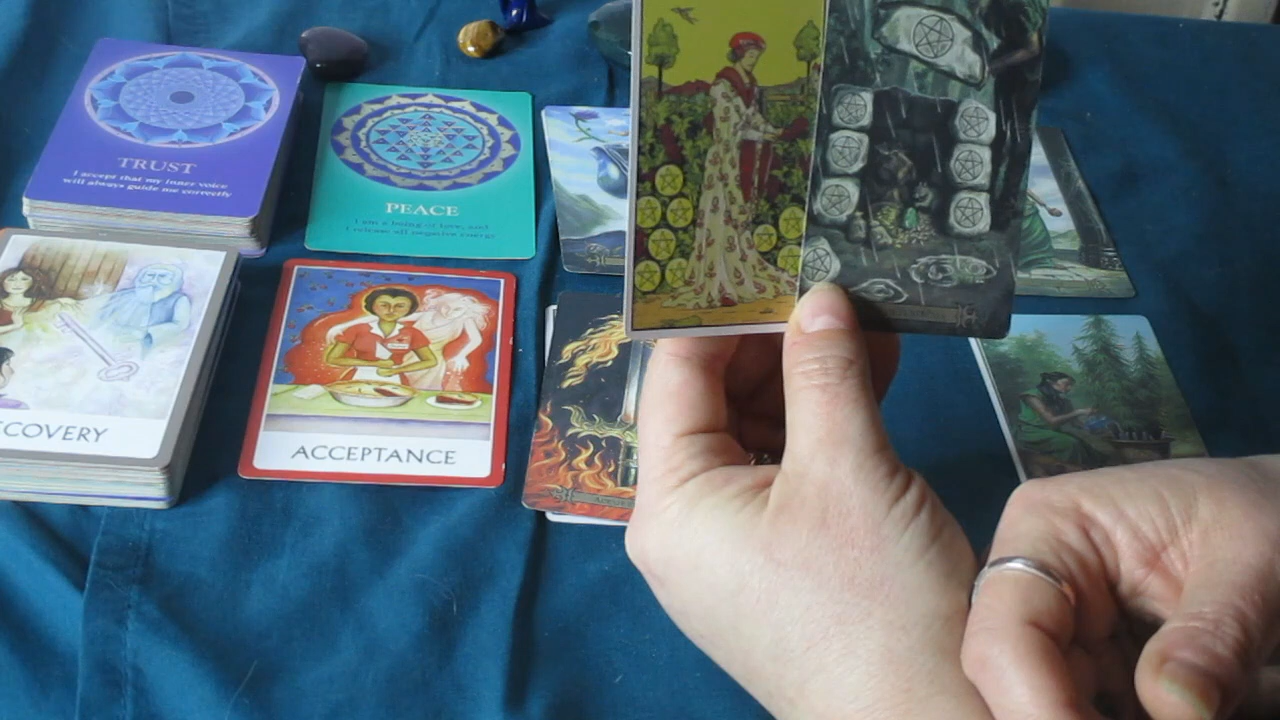 TRUST
I accept that my inner voice
will always guide me correctly
PEACE
I am a being of love, and
I release all negative energy
COVERY
ACCEPTANCE